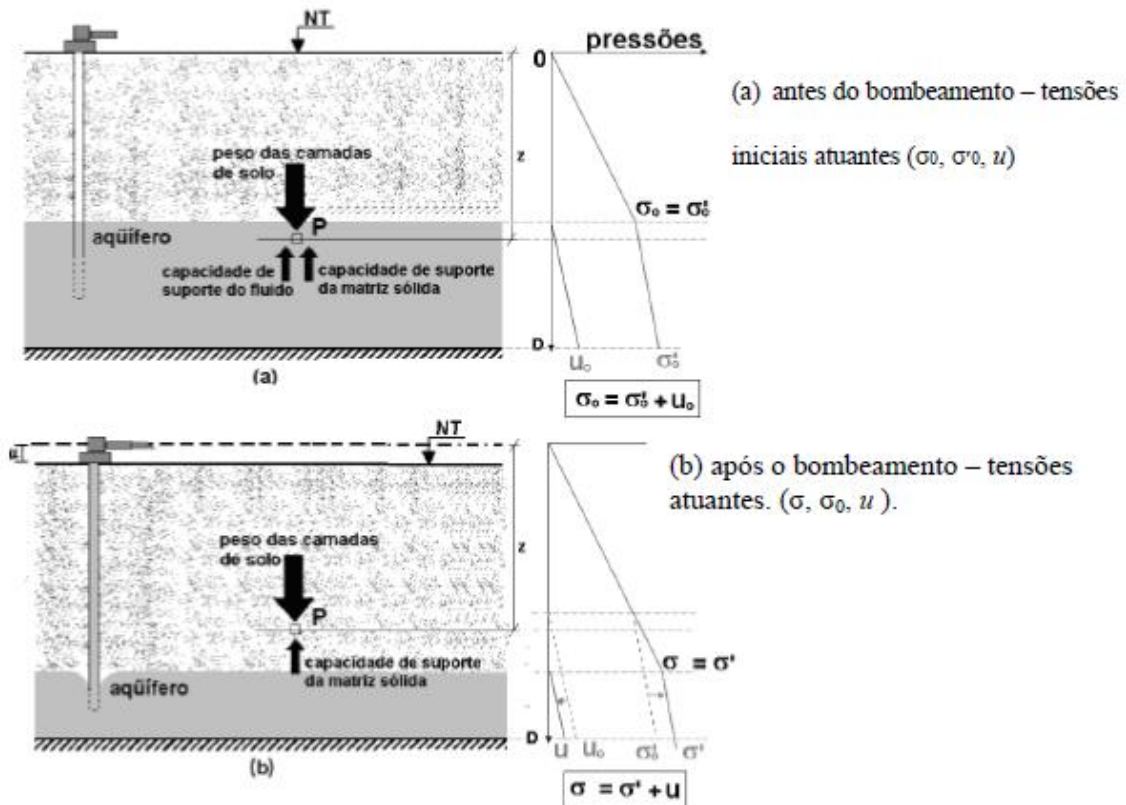 NT
pressões
0
(a) antes do bombeamento – tensões
iniciais atuantes (σ0, σ'0, u)
z
peso das camadas
de solo
P
σ₀ = σ'₀
aqüífero
capacidade de
suporte do fluído
capacidade de suporte
da matriz sólida
D
u₀
σ'₀
(a)
σ₀ = σ'₀ + u₀
NT
(b) após o bombeamento – tensões
atuantes. (σ, σ₀, u ).
z
peso das camadas
de solo
P
capacidade de suporte
da matriz sólida
σ = σ'
aqüífero
D
u
u₀
σ'₀
σ'
(b)
σ = σ' + u